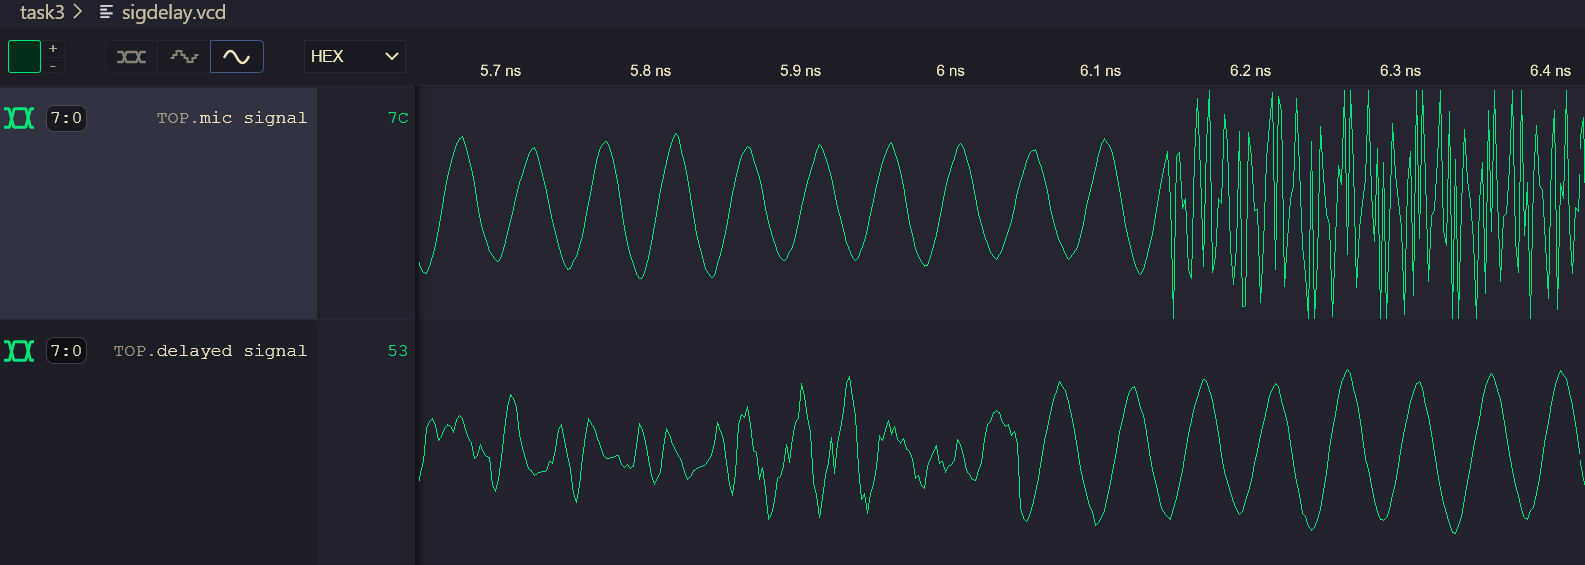 task3 > sigdelay.vcd
+
-
HEX
5.7 ns 5.8 ns 5.9 ns 6 ns 6.1 ns 6.2 ns 6.3 ns 6.4 ns
7:0 TOP.mic signal 7C
7:0 TOP.delayed signal 53